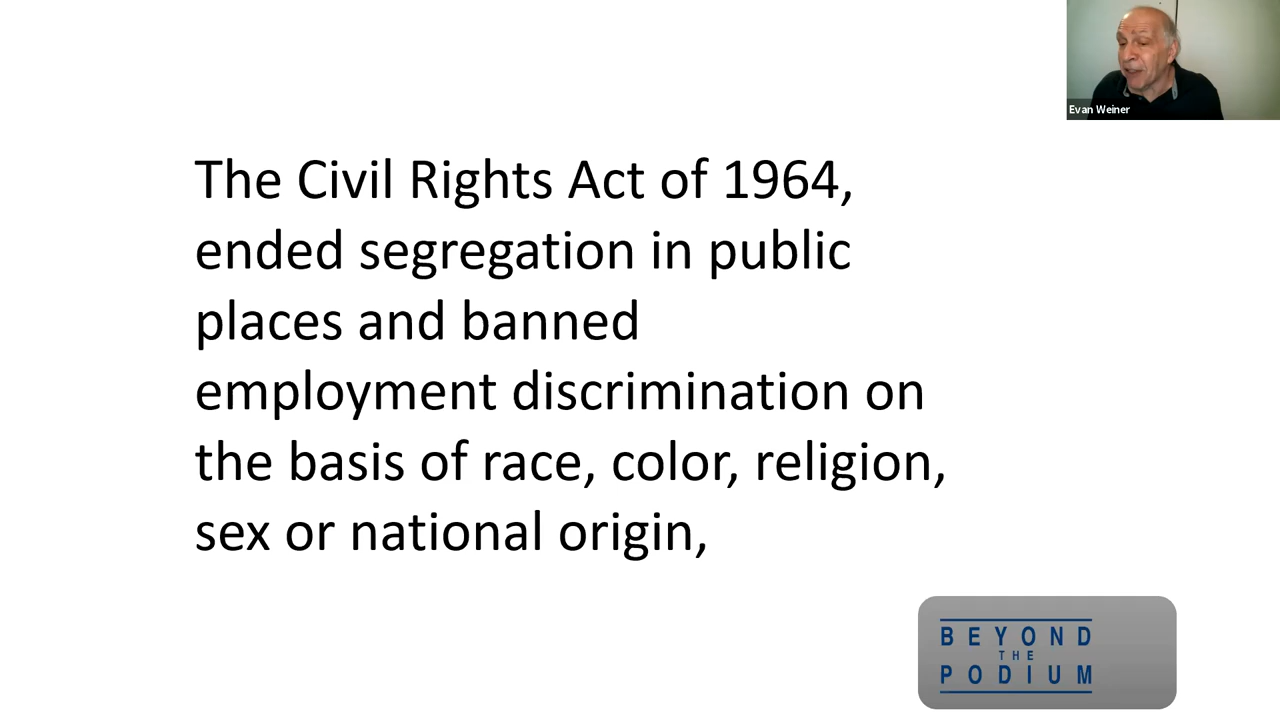 Evan Weiner
The Civil Rights Act of 1964,
ended segregation in public
places and banned
employment discrimination on
the basis of race, color, religion,
sex or national origin,
BEYOND
THE
PODIUM